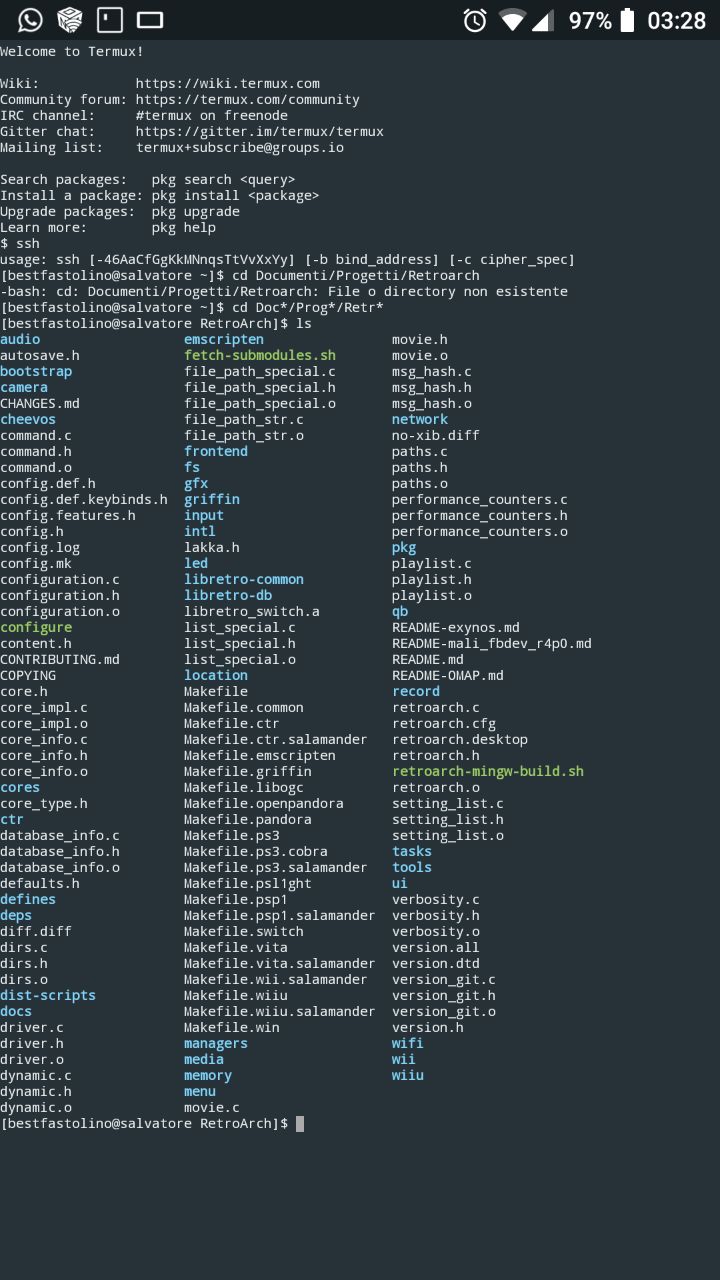 97% 03:28
Welcome to Termux!
Wiki: https://wiki.termux.com
Community forum: https://termux.com/community
IRC channel: #termux on freenode
Gitter chat: https://gitter.im/termux/termux
Mailing list: termux+subscribe@groups.io
Search packages: pkg search <query>
Install a package: pkg install <package>
Upgrade packages: pkg upgrade
Learn more: pkg help
$ ssh
usage: ssh [-46AaCfGgKkMNnqsTtVvXxYy] [-b bind_address] [-c cipher_spec]
[bestfastolino@salvatore ~]$ cd Documenti/Progetti/Retroarch
-bash: cd: Documenti/Progetti/Retroarch: File o directory non esistente
[bestfastolino@salvatore ~]$ cd Doc*/Prog*/Retr*
[bestfastolino@salvatore RetroArch]$ ls
audio emscripten movie.h
autosave.h fetch-submodules.sh movie.o
bootstrap file_path_special.c msg_hash.c
camera file_path_special.h msg_hash.h
CHANGES.md file_path_special.o msg_hash.o
cheevos file_path_str.c network
command.c file_path_str.o no-xib.diff
command.h frontend paths.c
command.o fs paths.h
config.def.h gfx paths.o
config.def.keybinds.h griffin performance_counters.c
config.features.h input performance_counters.h
config.h intl performance_counters.o
config.log lakka.h pkg
config.mk led playlist.c
configuration.c libretro-common playlist.h
configuration.h libretro-db playlist.o
configuration.o libretro_switch.a qb
configure list_special.c README-exynos.md
content.h list_special.h README-mali_fbdev_r4p0.md
CONTRIBUTING.md list_special.o README.md
COPYING location README-OMAP.md
core.h Makefile record
core_impl.c Makefile.common retroarch.c
core_impl.o Makefile.ctr retroarch.cfg
core_info.c Makefile.ctr.salamander retroarch.desktop
core_info.h Makefile.emscripten retroarch.h
core_info.o Makefile.griffin retroarch-mingw-build.sh
cores Makefile.libogc retroarch.o
core_type.h Makefile.openpandora setting_list.c
ctr Makefile.pandora setting_list.h
database_info.c Makefile.ps3 setting_list.o
database_info.h Makefile.ps3.cobra tasks
database_info.o Makefile.ps3.salamander tools
defaults.h Makefile.psl1ght ui
defines Makefile.psp1 verbosity.c
deps Makefile.psp1.salamander verbosity.h
diff.diff Makefile.switch verbosity.o
dirs.c Makefile.vita version.all
dirs.h Makefile.vita.salamander version.dtd
dirs.o Makefile.wii.salamander version_git.c
dist-scripts Makefile.wiiu version_git.h
docs Makefile.wiiu.salamander version_git.o
driver.c Makefile.win version.h
driver.h managers wifi
driver.o media wii
dynamic.c memory wiiu
dynamic.h menu
dynamic.o movie.c
[bestfastolino@salvatore RetroArch]$